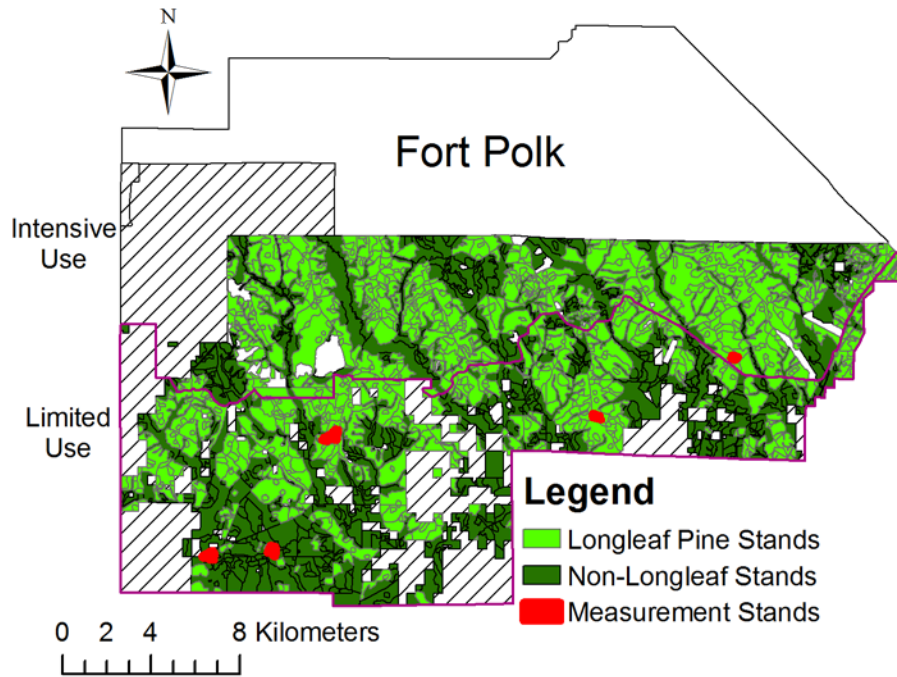 N
Fort Polk
Intensive
Use
Limited
Use
Legend
Longleaf Pine Stands
Non-Longleaf Stands
Measurement Stands
0 2 4 8 Kilometers